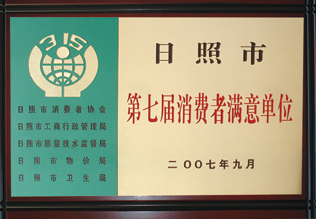 315
日照市消费者协会
日照市工商行政管理局
日照市质量技术监督局
日照市物价局
日照市卫生局
日照市
第七届消费者满意单位
二〇〇七年九月